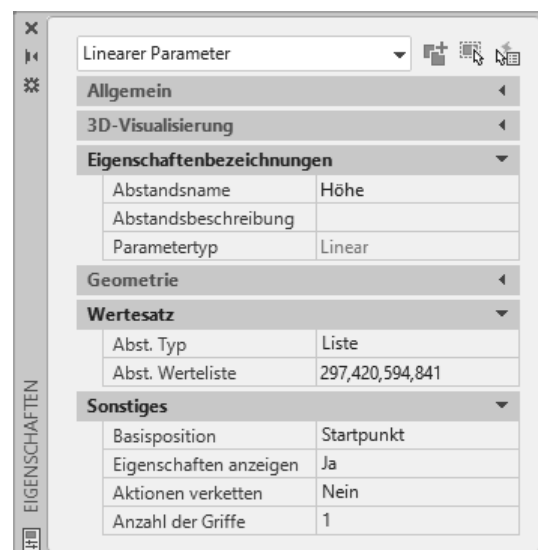 Linearer Parameter
Allgemein
3D-Visualisierung
Eigenschaftenbezeichnungen
Abstandsname Höhe
Abstandsbeschreibung
Parametertyp Linear
Geometrie
Wertesatz
Abst. Typ Liste
Abst. Werteliste 297,420,594,841
Sonstiges
Basisposition Startpunkt
Eigenschaften anzeigen Ja
Aktionen verketten Nein
Anzahl der Griffe 1
EIGENSCHAFTEN